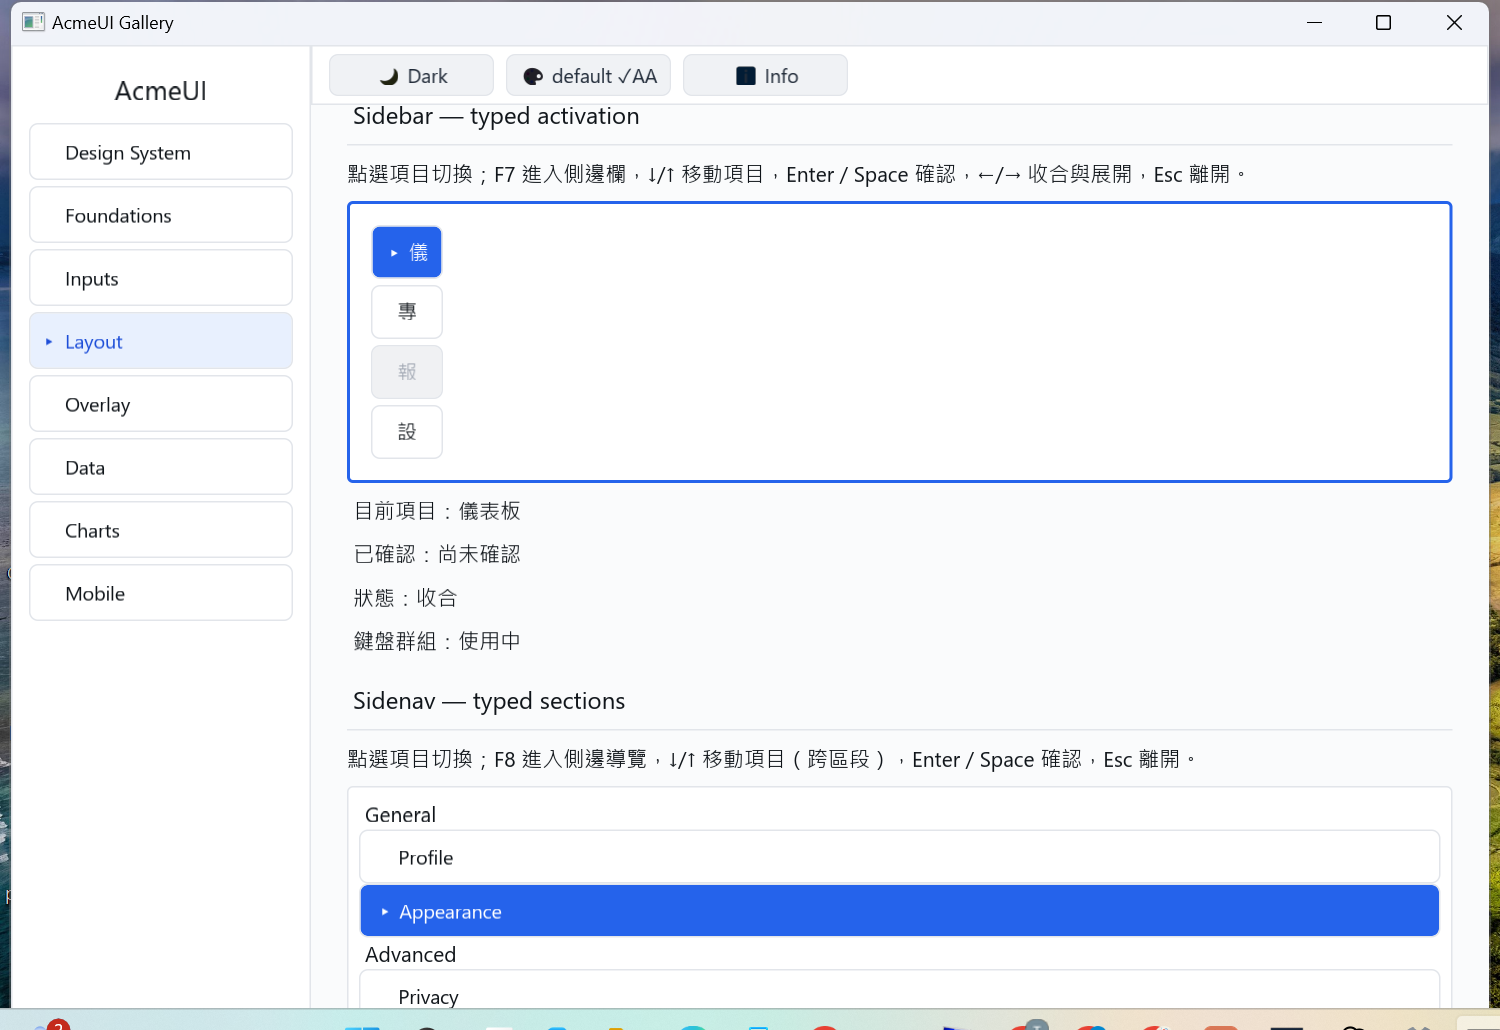 AcmeUI Gallery
AcmeUI
Design System
Foundations
Inputs
Layout
Overlay
Data
Charts
Mobile
Dark
default ✓AA
Info
Sidebar — typed activation
點選項目切換；F7 進入側邊欄，↓/↑ 移動項目，Enter / Space 確認，←/→ 收合與展開，Esc 離開。
‣ 儀
專
報
設
目前項目：儀表板
已確認：尚未確認
狀態：收合
鍵盤群組：使用中
Sidenav — typed sections
點選項目切換；F8 進入側邊導覽，↓/↑ 移動項目（跨區段），Enter / Space 確認，Esc 離開。
General
Profile
‣ Appearance
Advanced
Privacy